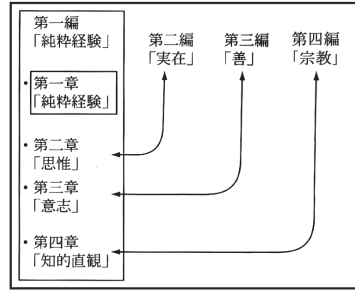 第一編
「純粋経験」
・第一章
「純粋経験」
・第二章
「思惟」
・第三章
「意志」
・第四章
「知的直観」
第二編
「実在」
第三編
「善」
第四編
「宗教」